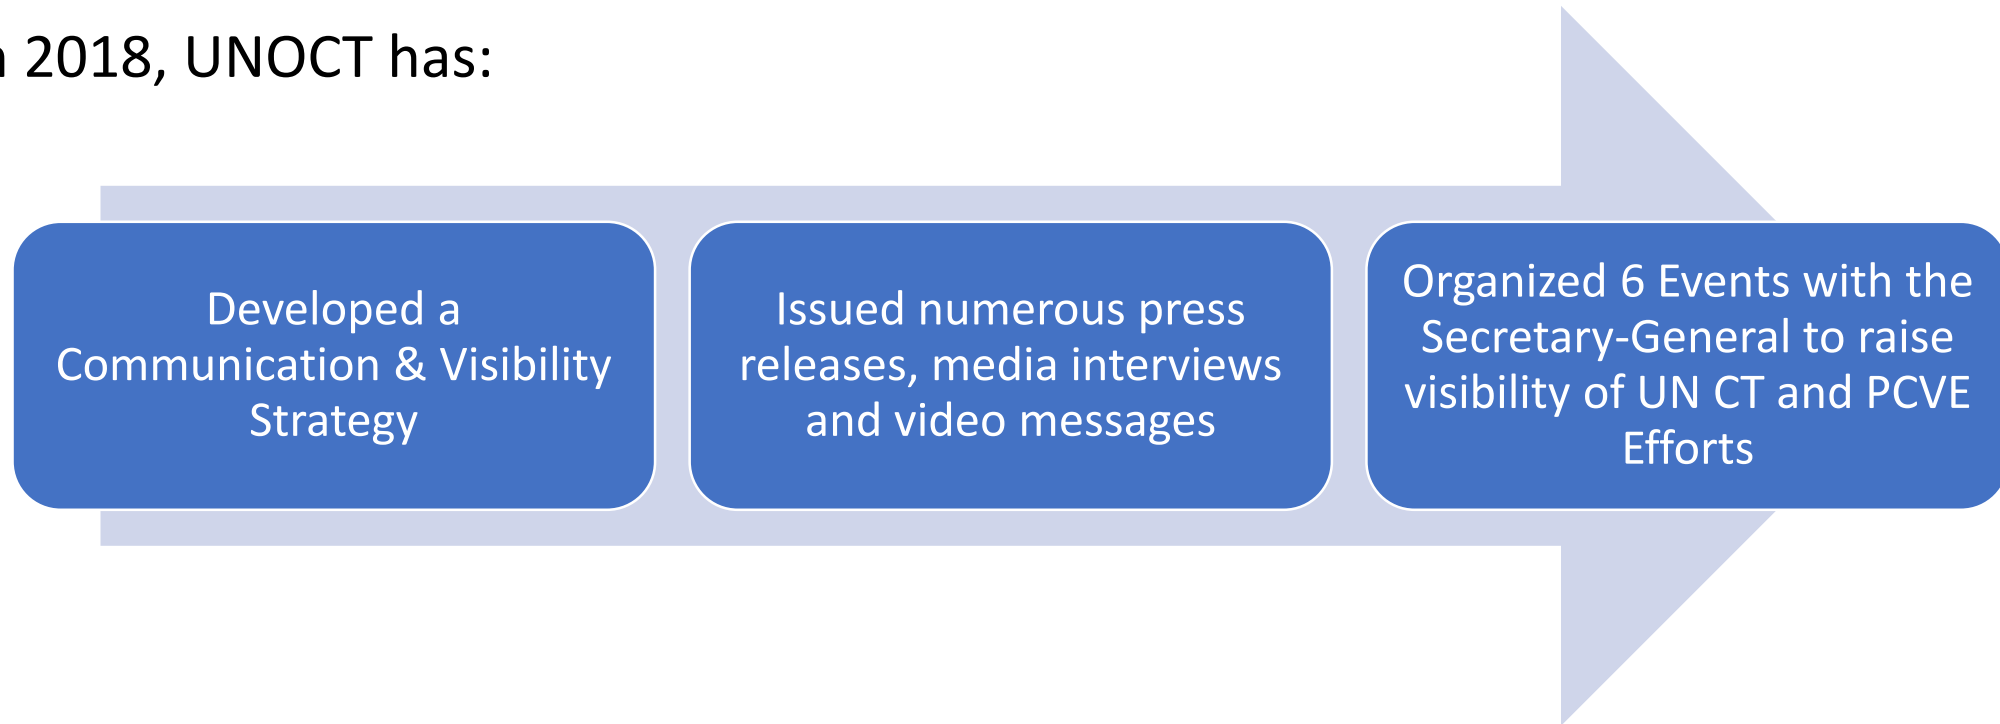 n 2018, UNOCT has:
Developed a
Communication & Visibility
Strategy
Issued numerous press
releases, media interviews
and video messages
Organized 6 Events with the
Secretary-General to raise
visibility of UN CT and PCVE
Efforts